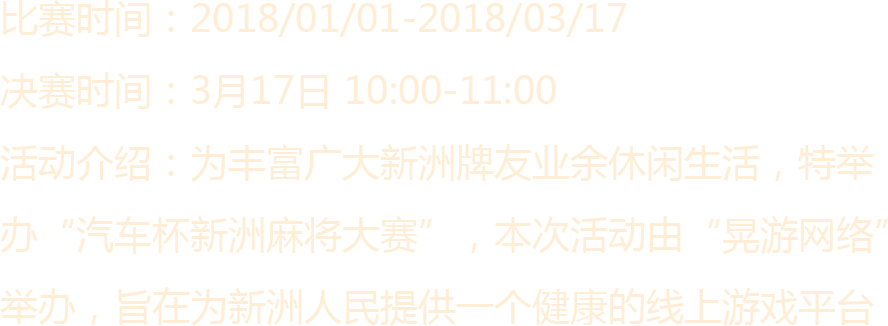 比赛时间：2018/01/01-2018/03/17
决赛时间：3月17日 10:00-11:00
活动介绍：为丰富广大新洲牌友业余休闲生活，特举
办“汽车杯新洲麻将大赛”，本次活动由“晃游网络”
举办，旨在为新洲人民提供一个健康的线上游戏平台